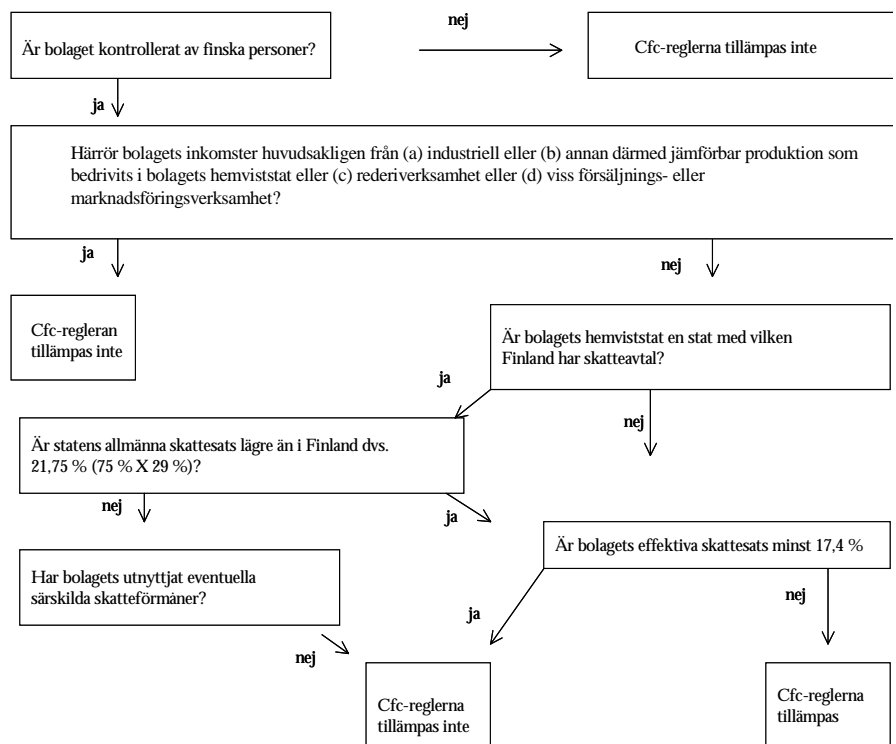 nej
Är bolaget kontrollerat av finska personer?
Cfc-reglerna tillämpas inte
ja
Härrör bolagets inkomster huvudsakligen från (a) industriell eller (b) annan därmed jämförbar produktion som
bedrivits i bolagets hemviststat eller (c) rederiverksamhet eller (d) viss försäljnings- eller
marknadsföringsverksamhet?
ja
nej
Cfc-regleran
tillämpas inte
Är bolagets hemviststat en stat med vilken
Finland har skatteavtal?
ja
nej
Är statens allmänna skattesats lägre än i Finland dvs.
21,75 % (75 % X 29 %)?
nej
ja
Är bolagets effektiva skattesats minst 17,4 %
Har bolagets utnyttjat eventuella
särskilda skatteförmåner?
ja
nej
nej
Cfc-reglerna
tillämpas inte
Cfc-reglerna
tillämpas